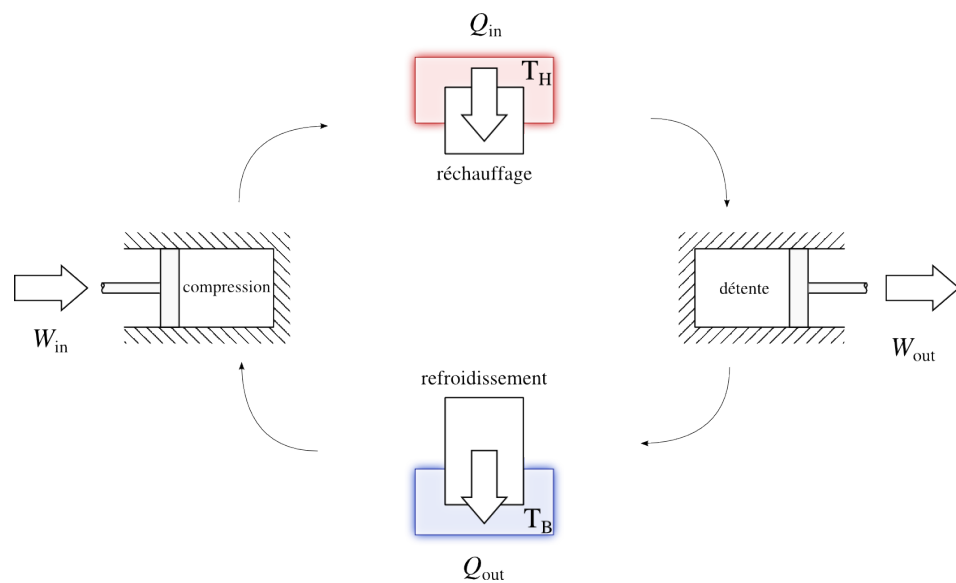 Q_in
T_H
réchauffage
compression
détente
W_in
W_out
refroidissement
T_B
Q_out